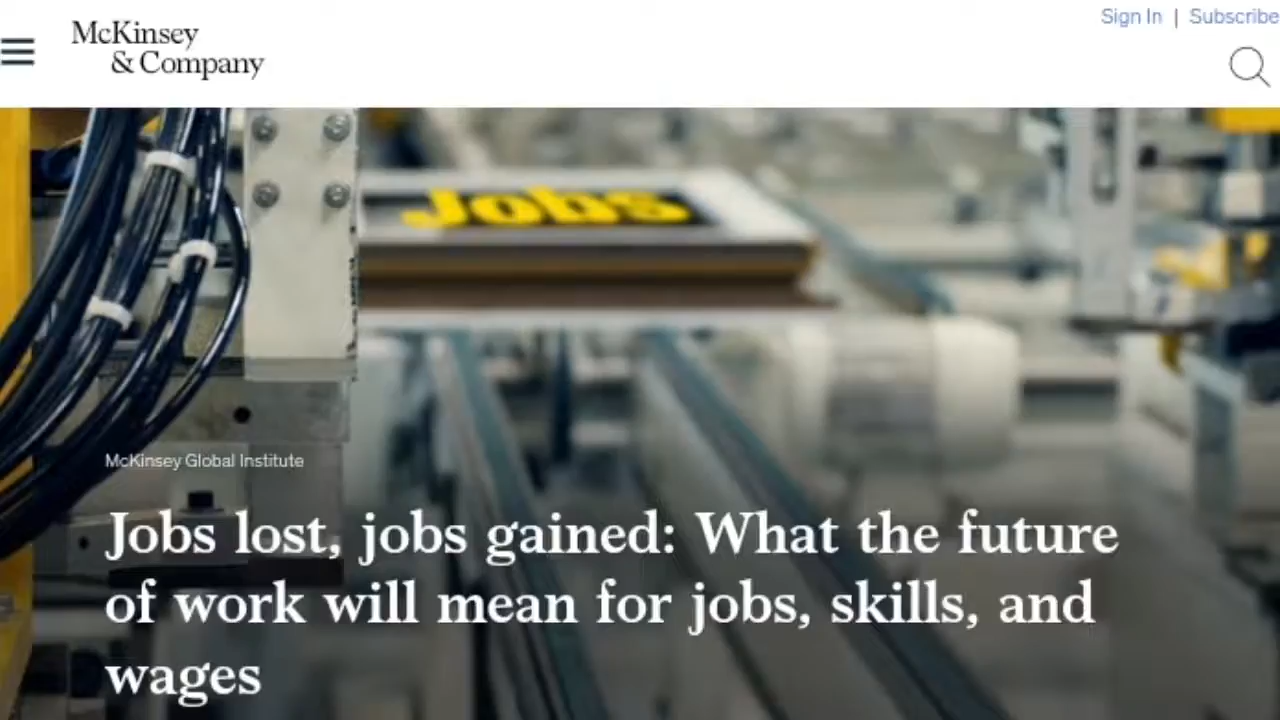 Sign In | Subscribe
McKinsey
& Company
Jobs
McKinsey Global Institute
Jobs lost, jobs gained: What the future
of work will mean for jobs, skills, and
wages